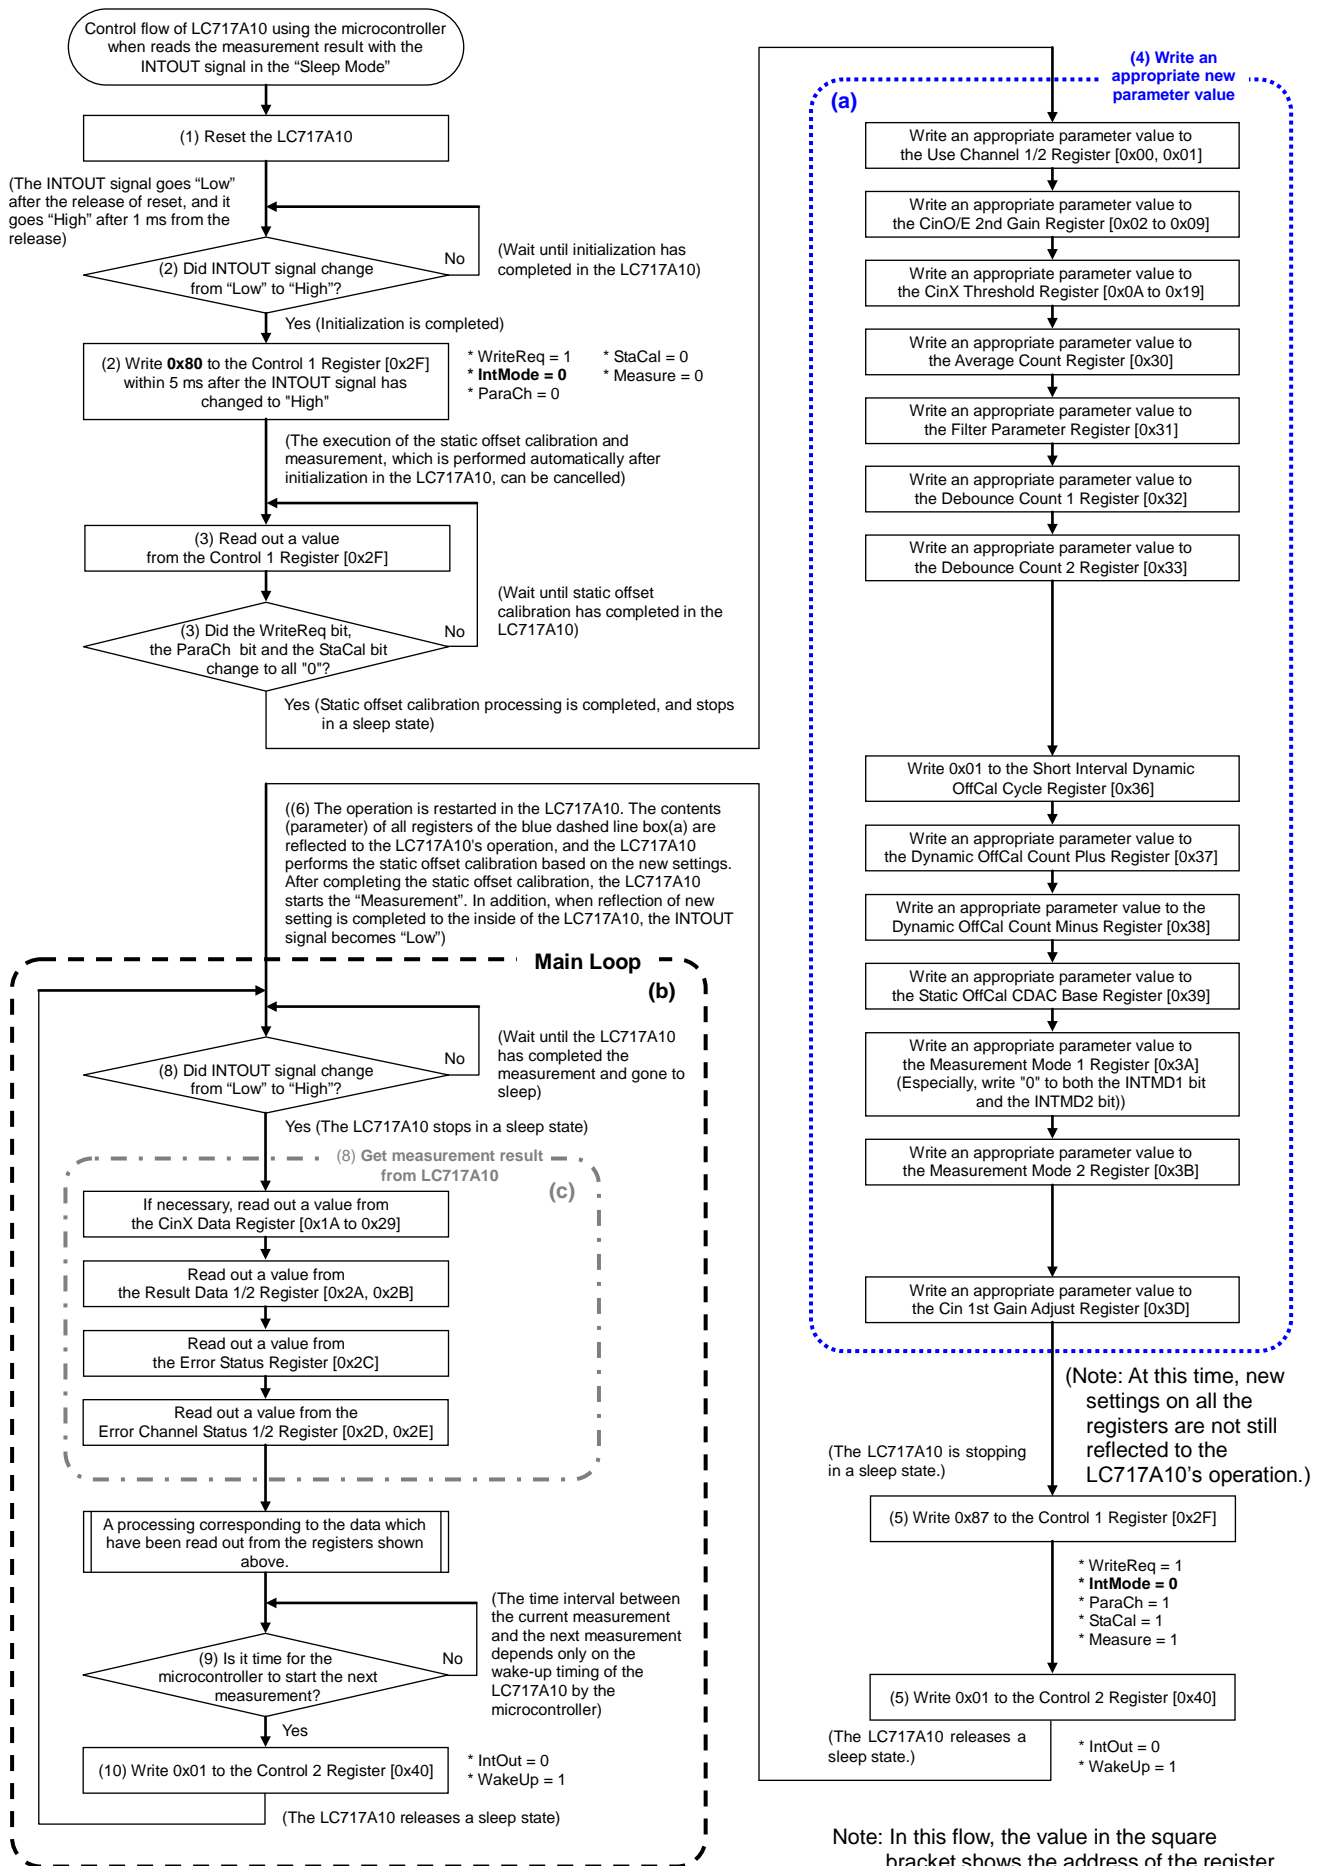 Control flow of LC717A10 using the microcontroller
when reads the measurement result with the
INTOUT signal in the “Sleep Mode”
(1) Reset the LC717A10
(The INTOUT signal goes “Low”
after the release of reset, and it
goes “High” after 1 ms from the
release)
(2) Did INTOUT signal change
from “Low” to “High”?
No
(Wait until initialization has
completed in the LC717A10)
Yes (Initialization is completed)
(2) Write 0x80 to the Control 1 Register [0x2F]
within 5 ms after the INTOUT signal has
changed to "High"
* WriteReq = 1
* IntMode = 0
* ParaCh = 0
* StaCal = 0
* Measure = 0
(The execution of the static offset calibration and
measurement, which is performed automatically after
initialization in the LC717A10, can be cancelled)
(3) Read out a value
from the Control 1 Register [0x2F]
(Wait until static offset
calibration has completed in the
LC717A10)
(3) Did the WriteReq bit,
the ParaCh bit and the StaCal bit
change to all "0"?
No
Yes (Static offset calibration processing is completed, and stops
in a sleep state)
(4) Write an
appropriate new
parameter value
(a)
Write an appropriate parameter value to
the Use Channel 1/2 Register [0x00, 0x01]
Write an appropriate parameter value to
the CinO/E 2nd Gain Register [0x02 to 0x09]
Write an appropriate parameter value to
the CinX Threshold Register [0x0A to 0x19]
Write an appropriate parameter value to
the Average Count Register [0x30]
Write an appropriate parameter value to
the Filter Parameter Register [0x31]
Write an appropriate parameter value to
the Debounce Count 1 Register [0x32]
Write an appropriate parameter value to
the Debounce Count 2 Register [0x33]
Write 0x01 to the Short Interval Dynamic
OffCal Cycle Register [0x36]
Write an appropriate parameter value to
the Dynamic OffCal Count Plus Register [0x37]
Write an appropriate parameter value to the
Dynamic OffCal Count Minus Register [0x38]
Write an appropriate parameter value to
the Static OffCal CDAC Base Register [0x39]
Write an appropriate parameter value to
the Measurement Mode 1 Register [0x3A]
(Especially, write "0" to both the INTMD1 bit
and the INTMD2 bit))
Write an appropriate parameter value to
the Measurement Mode 2 Register [0x3B]
Write an appropriate parameter value to
the Cin 1st Gain Adjust Register [0x3D]
(Note: At this time, new
settings on all the
registers are not still
reflected to the
LC717A10’s operation.)
(The LC717A10 is stopping
in a sleep state.)
(5) Write 0x87 to the Control 1 Register [0x2F]
* WriteReq = 1
* IntMode = 0
* ParaCh = 1
* StaCal = 1
* Measure = 1
(5) Write 0x01 to the Control 2 Register [0x40]
(The LC717A10 releases a
sleep state.)
* IntOut = 0
* WakeUp = 1
((6) The operation is restarted in the LC717A10. The contents
(parameter) of all registers of the blue dashed line box(a) are
reflected to the LC717A10’s operation, and the LC717A10
performs the static offset calibration based on the new settings.
After completing the static offset calibration, the LC717A10
starts the “Measurement”. In addition, when reflection of new
setting is completed to the inside of the LC717A10, the INTOUT
signal becomes “Low”)
Main Loop
(b)
(8) Did INTOUT signal change
from “Low” to “High”?
No
(Wait until the LC717A10
has completed the
measurement and gone to
sleep)
Yes (The LC717A10 stops in a sleep state)
(8) Get measurement result
from LC717A10
(c)
If necessary, read out a value from
the CinX Data Register [0x1A to 0x29]
Read out a value from
the Result Data 1/2 Register [0x2A, 0x2B]
Read out a value from
the Error Status Register [0x2C]
Read out a value from the
Error Channel Status 1/2 Register [0x2D, 0x2E]
A processing corresponding to the data which
have been read out from the registers shown
above.
(The time interval between
the current measurement
and the next measurement
depends only on the
wake-up timing of the
LC717A10 by the
microcontroller)
(9) Is it time for the
microcontroller to start the next
measurement?
No
Yes
(10) Write 0x01 to the Control 2 Register [0x40]
* IntOut = 0
* WakeUp = 1
(The LC717A10 releases a sleep state)
Note: In this flow, the value in the square
bracket shows the address of the register